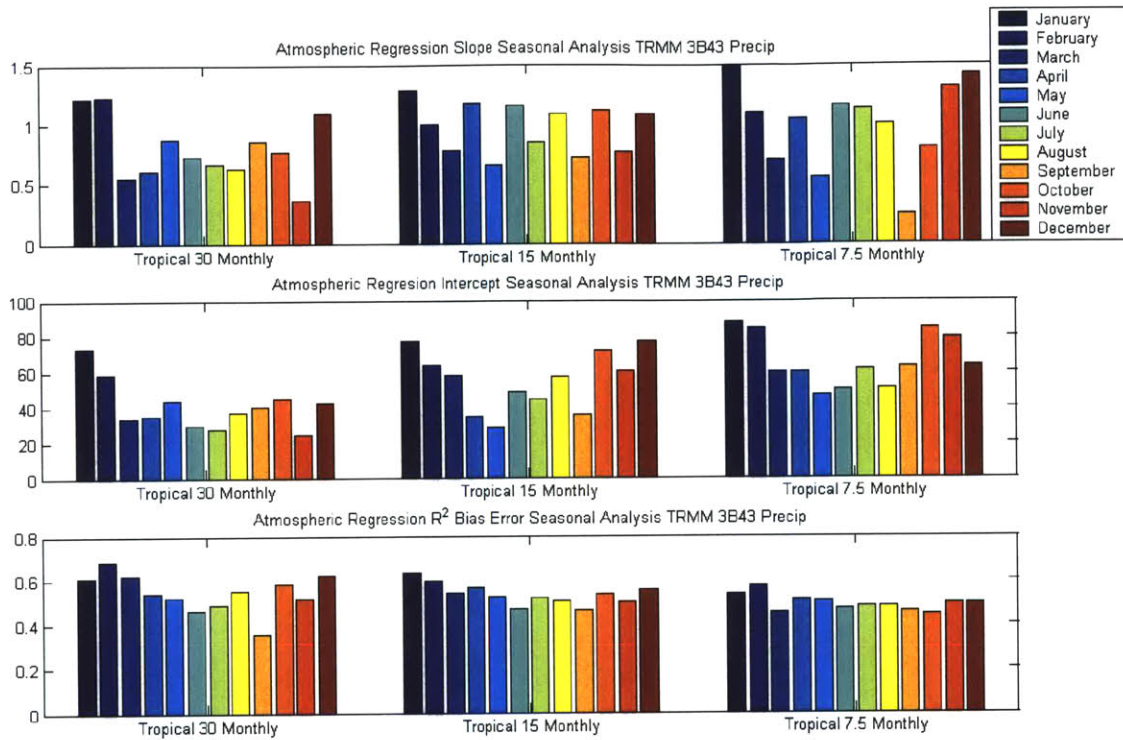 Atmospheric Regression Slope Seasonal Analysis TRMM 3B43 Precip
1.5
1
0.5
0
Tropical 30 Monthly
Tropical 15 Monthly
Tropical 7.5 Monthly
January
February
March
April
May
June
July
August
September
October
November
December
Atmospheric Regresion Intercept Seasonal Analysis TRMM 3B43 Precip
100
80
60
40
20
0
Tropical 30 Monthly
Tropical 15 Monthly
Tropical 7.5 Monthly
Atmospheric Regression R² Bias Error Seasonal Analysis TRMM 3B43 Precip
0.8
0.6
0.4
0.2
0
Tropical 30 Monthly
Tropical 15 Monthly
Tropical 7.5 Monthly